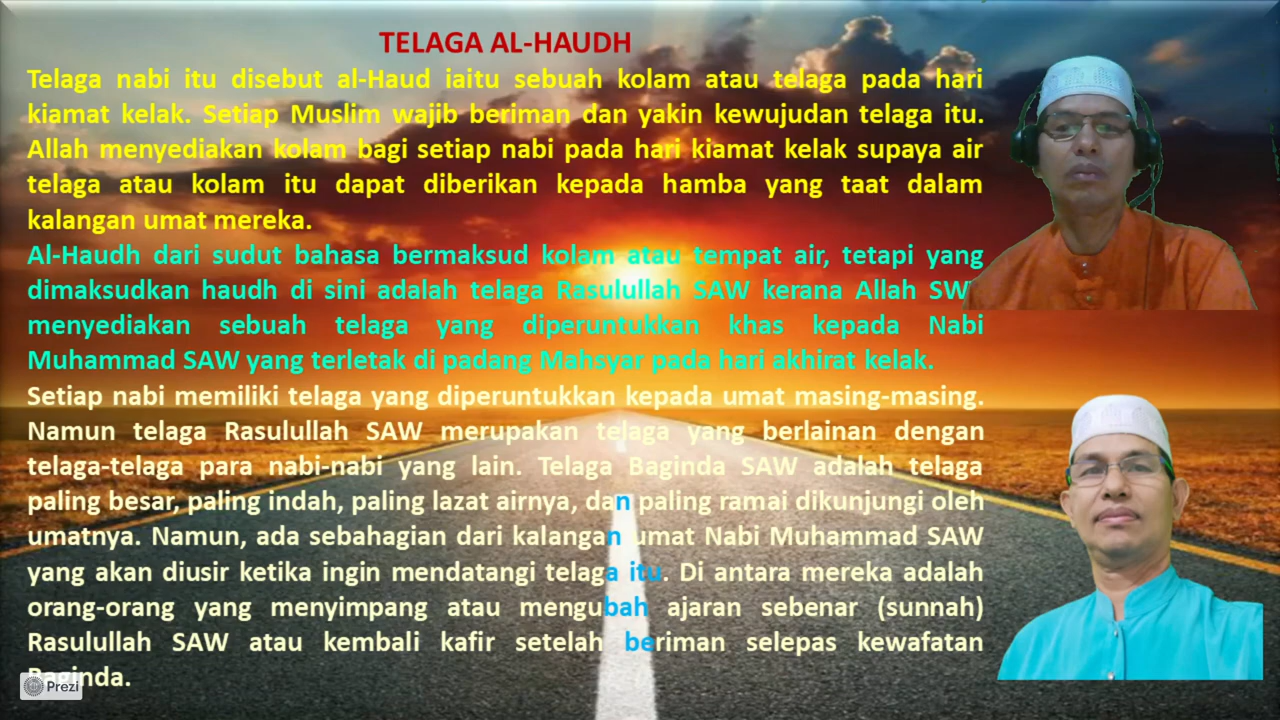 TELAGA AL-HAUDH
Telaga nabi itu disebut al-Haud iaitu sebuah kolam atau telaga pada hari
kiamat kelak. Setiap Muslim wajib beriman dan yakin kewujudan telaga itu.
Allah menyediakan kolam bagi setiap nabi pada hari kiamat kelak supaya air
telaga atau kolam itu dapat diberikan kepada hamba yang taat dalam
kalangan umat mereka.
Al-Haudh dari sudut bahasa bermaksud kolam atau tempat air, tetapi yang
dimaksudkan haudh di sini adalah telaga Rasulullah SAW kerana Allah SW
menyediakan sebuah telaga yang diperuntukkan khas kepada Nabi
Muhammad SAW yang terletak di padang Mahsyar pada hari akhirat kelak.
Setiap nabi memiliki telaga yang diperuntukkan kepada umat masing-masing.
Namun telaga Rasulullah SAW merupakan telaga yang berlainan dengan
telaga-telaga para nabi-nabi yang lain. Telaga Baginda SAW adalah telaga
paling besar, paling indah, paling lazat airnya, dan paling ramai dikunjungi oleh
umatnya. Namun, ada sebahagian dari kalangan umat Nabi Muhammad SAW
yang akan diusir ketika ingin mendatangi telaga itu. Di antara mereka adalah
orang-orang yang menyimpang atau mengubah ajaran sebenar (sunnah)
Rasulullah SAW atau kembali kafir setelah beriman selepas kewafatan
Baginda.
Prezi